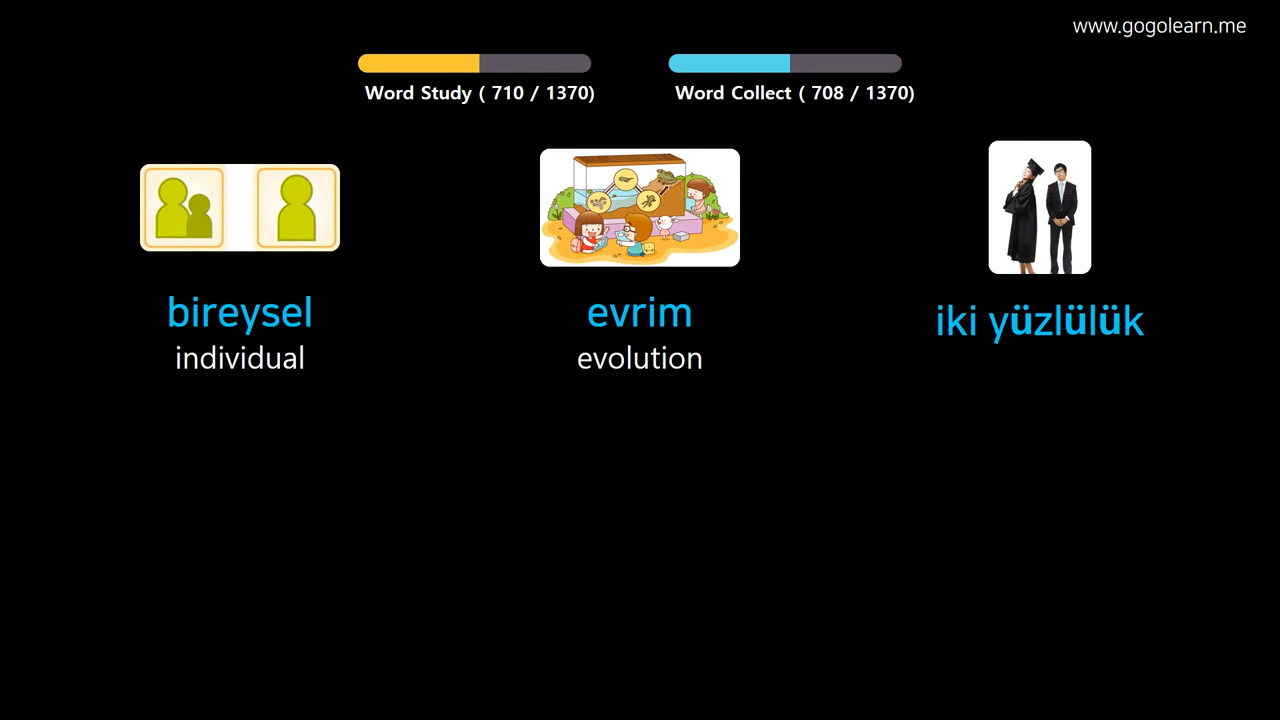 www.gogolearn.me
Word Study ( 710 / 1370)
Word Collect ( 708 / 1370)
bireysel
individual
evrim
evolution
iki yüzlülük